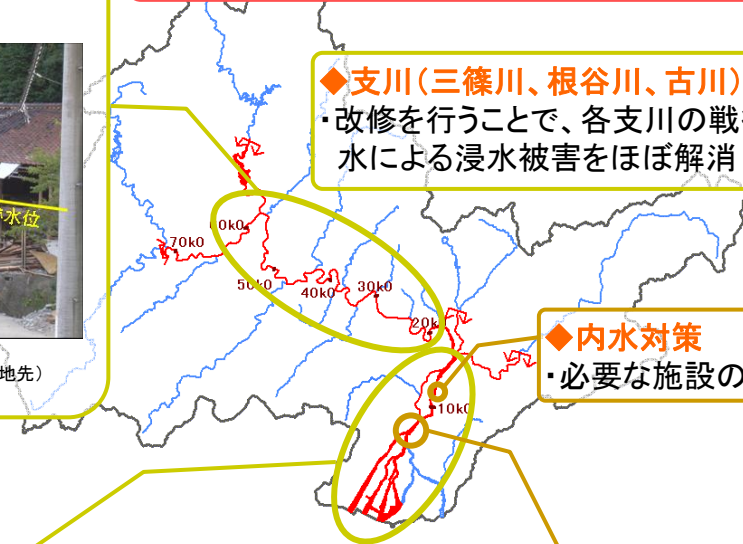 ◆支川(三篠川、根谷川、古川)
・改修を行うことで、各支川の戦
水による浸水被害をほぼ解消
水位
70k0
60k0
50k0
40k0
30k0
20k
地先)
◆内水対策
・必要な施設の
10k0